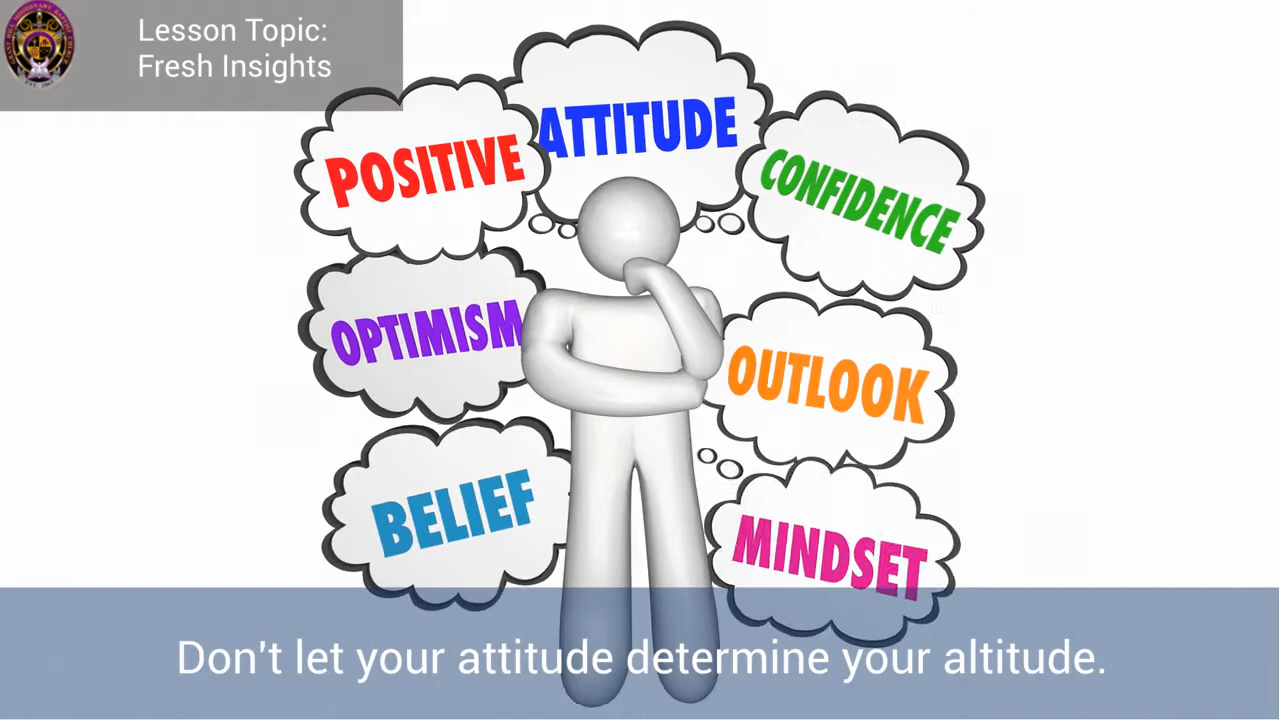 Lesson Topic:
Fresh Insights
ATTITUDE
POSITIVE
CONFIDENCE
OPTIMISM
OUTLOOK
BELIEF
MINDSET
Don't let your attitude determine your altitude.